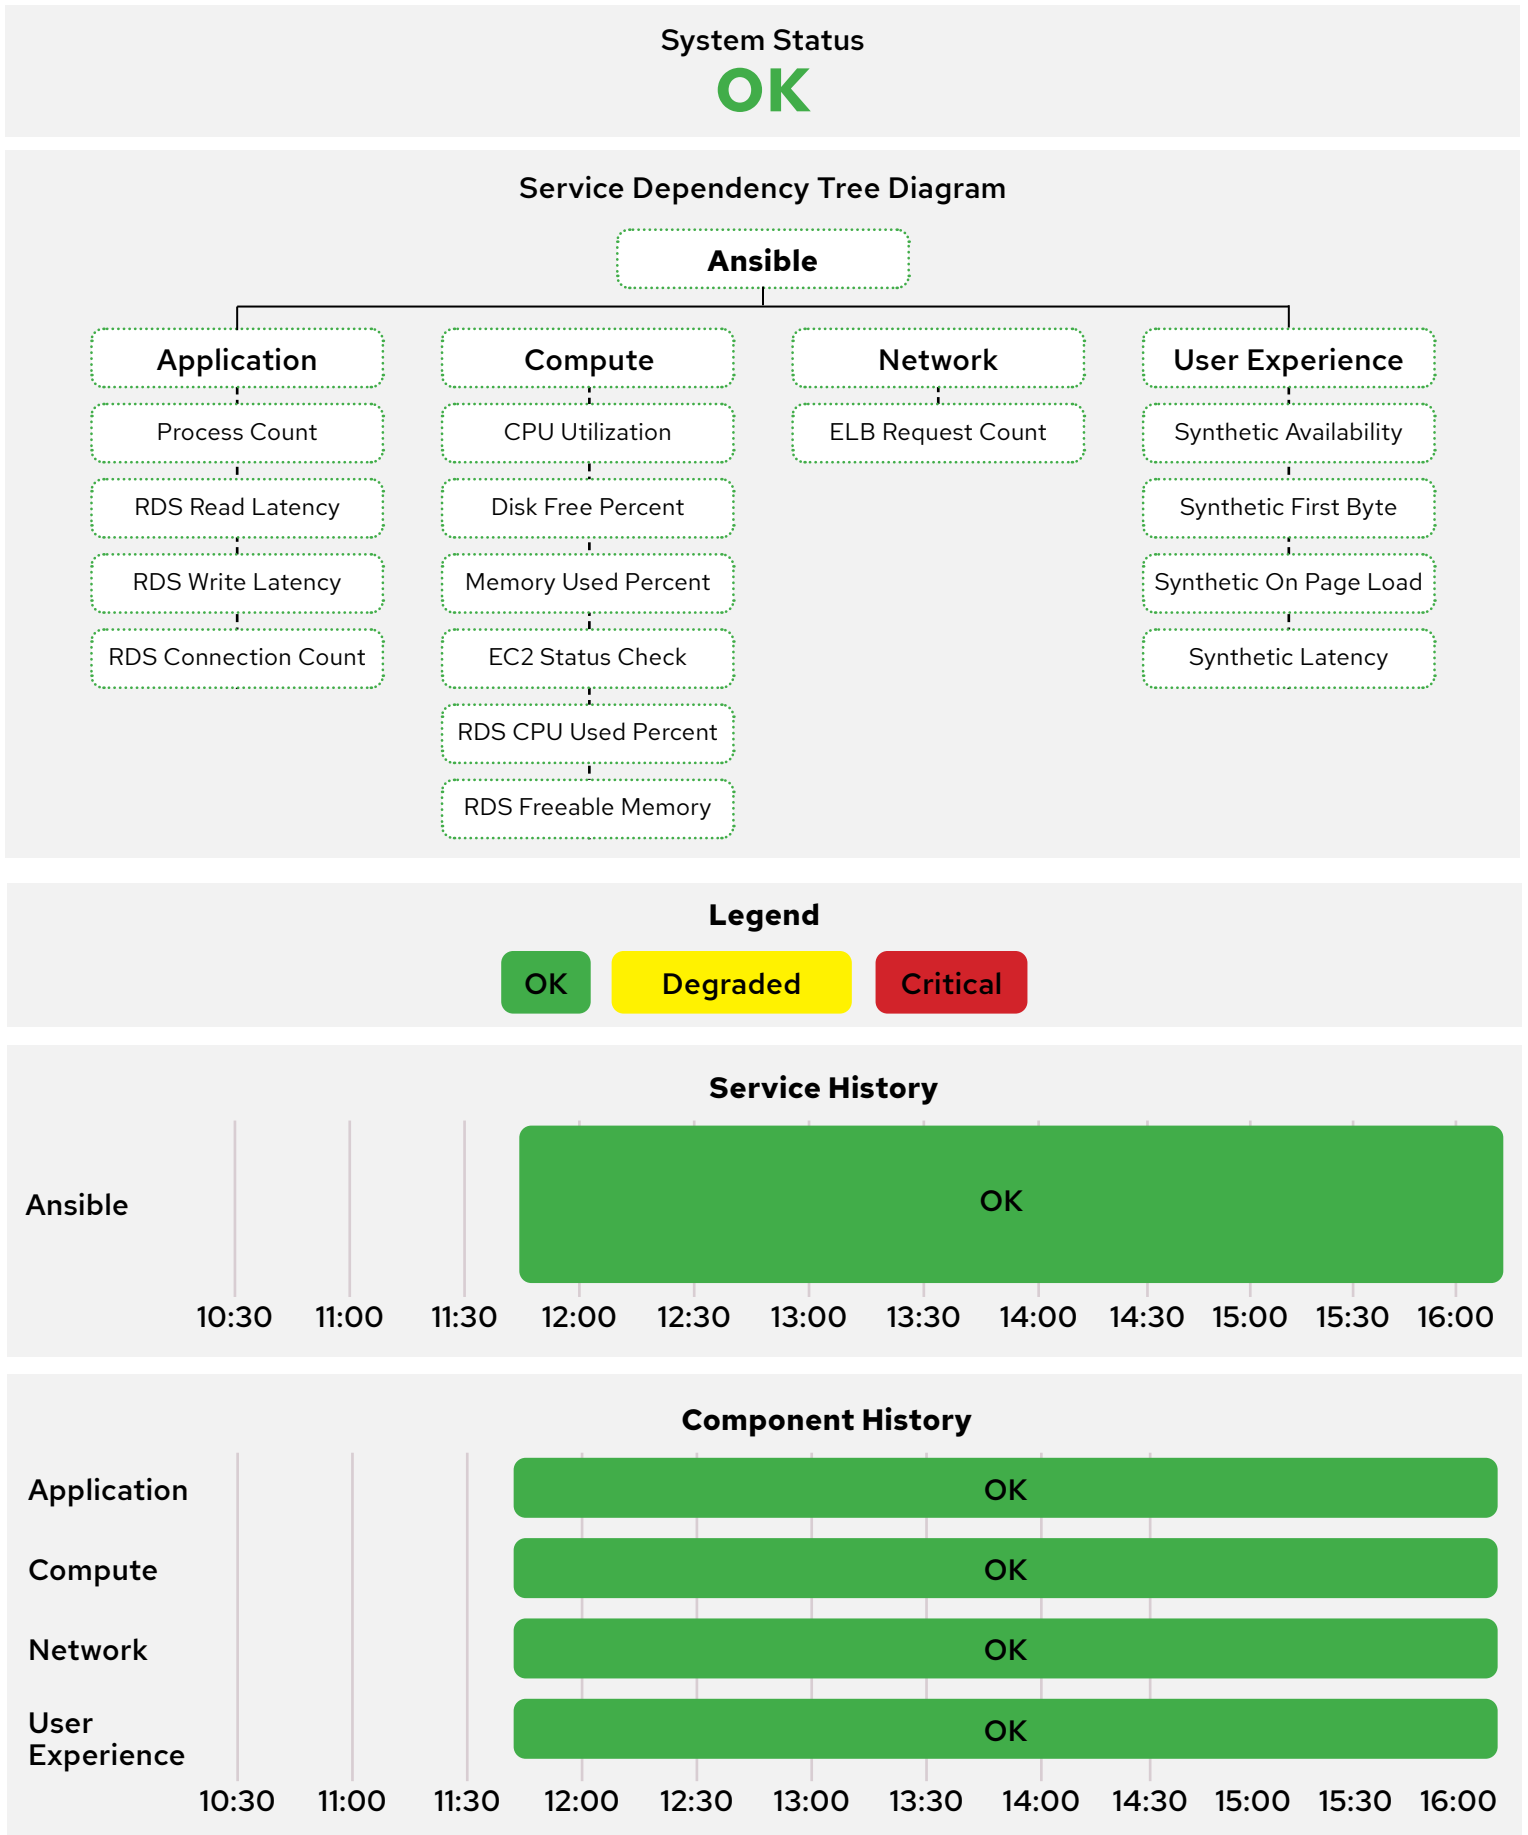 System Status
OK
Service Dependency Tree Diagram
Ansible
Application
Compute
Network
User Experience
Process Count
CPU Utilization
ELB Request Count
Synthetic Availability
RDS Read Latency
Disk Free Percent
Synthetic First Byte
RDS Write Latency
Memory Used Percent
Synthetic On Page Load
RDS Connection Count
EC2 Status Check
Synthetic Latency
RDS CPU Used Percent
RDS Freeable Memory
Legend
OK
Degraded
Critical
Service History
Ansible
OK
10:30 11:00 11:30 12:00 12:30 13:00 13:30 14:00 14:30 15:00 15:30 16:00
Component History
Application
OK
Compute
OK
Network
OK
User
Experience
OK
10:30 11:00 11:30 12:00 12:30 13:00 13:30 14:00 14:30 15:00 15:30 16:00